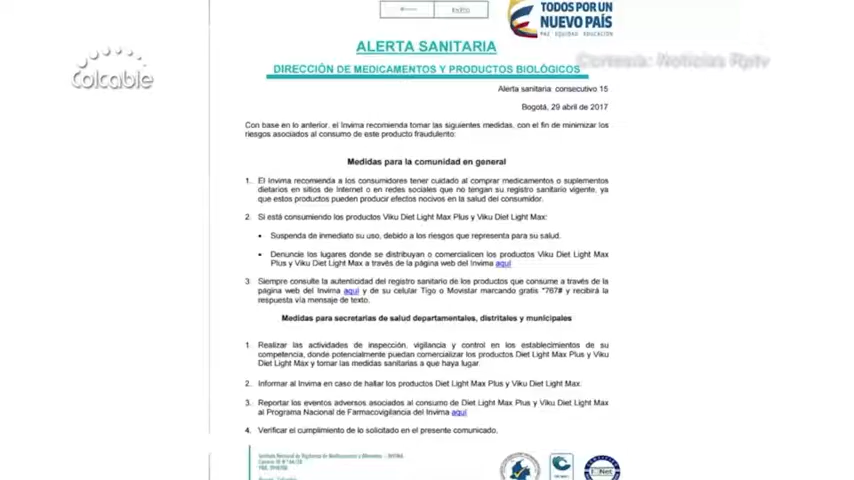 TODOS POR UN
NUEVO PAÍS
PAZ EQUIDAD EDUCACIÓN
ALERTA SANITARIA
Colcable
Cortesía: Noticias Rptv
DIRECCIÓN DE MEDICAMENTOS Y PRODUCTOS BIOLÓGICOS
Alerta sanitaria: consecutivo 15
Bogotá, 29 abril de 2017
Con base en lo anterior, el Invima recomienda tomar las siguientes medidas, con el fin de minimizar los
riesgos asociados al consumo de este producto fraudulento:
Medidas para la comunidad en general
1. El Invima recomienda a los consumidores tener cuidado al comprar medicamentos o suplementos
dietarios en sitios de Internet o en redes sociales que no tengan su registro sanitario vigente, ya
que estos productos pueden producir efectos nocivos en la salud del consumidor.
2. Si está consumiendo los productos Viku Diet Light Max Plus y Viku Diet Light Max:
• Suspenda de inmediato su uso, debido a los riesgos que representa para su salud.
• Denuncie los lugares donde se distribuyan o comercialicen los productos Viku Diet Light Max
Plus y Viku Diet Light Max a través de la página web del Invima aquí
3. Siempre consulte la autenticidad del registro sanitario de los productos que consume a través de la
página web del Invima aquí y de su celular Tigo o Movistar marcando gratis *767# y recibirá la
respuesta vía mensaje de texto.
Medidas para secretarias de salud departamentales, distritales y municipales
1. Realizar las actividades de inspección, vigilancia y control en los establecimientos de su
competencia, donde potencialmente puedan comercializar los productos Diet Light Max Plus y Viku
Diet Light Max y tomar las medidas sanitarias a que haya lugar.
2. Informar al Invima en caso de hallar los productos Diet Light Max Plus y Viku Diet Light Max.
3. Reportar los eventos adversos asociados al consumo de Diet Light Max Plus y Viku Diet Light Max
al Programa Nacional de Farmacovigilancia del Invima aquí
4. Verificar el cumplimiento de lo solicitado en el presente comunicado.
Instituto Nacional de Vigilancia de Medicamentos y Alimentos - INVIMA